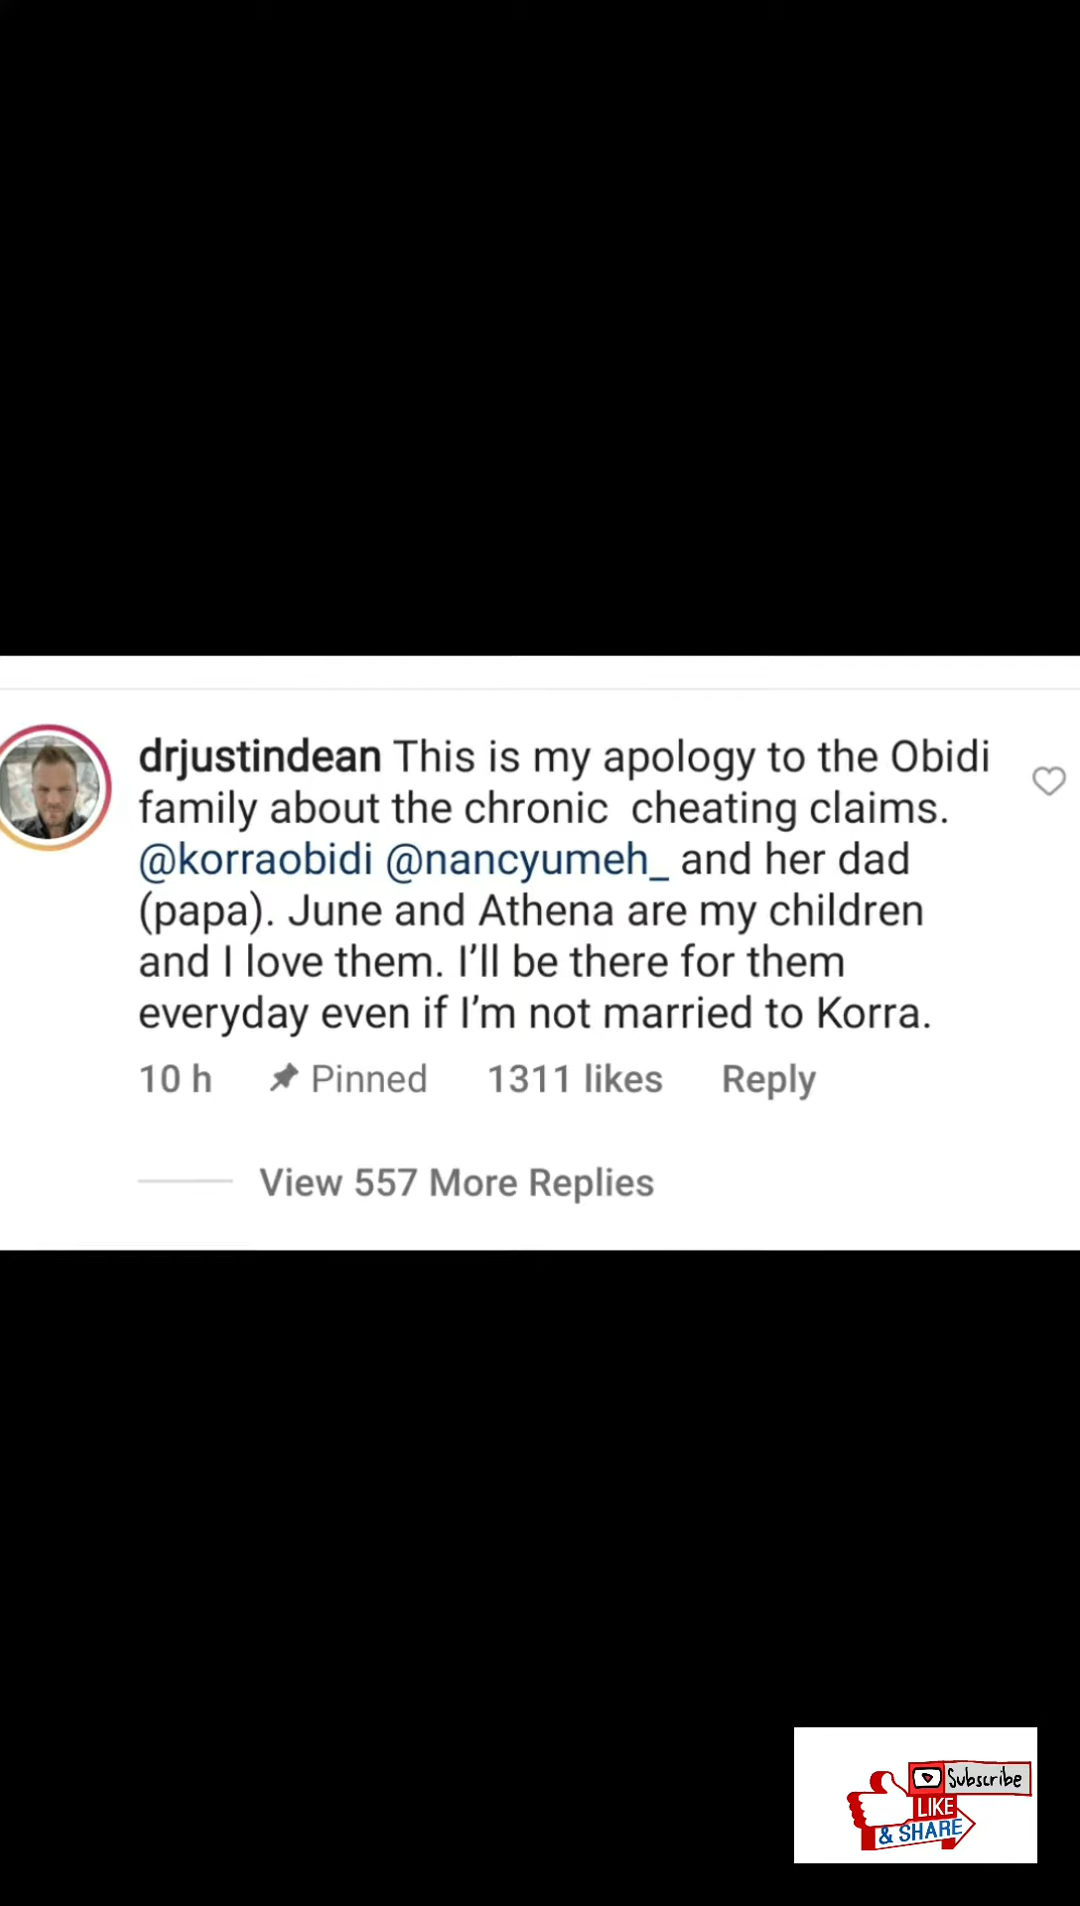 drjustindean This is my apology to the Obidi
family about the chronic  cheating claims.
@korraobidi @nancyumeh_ and her dad
(papa). June and Athena are my children
and I love them. I’ll be there for them
everyday even if I’m not married to Korra.
10 h Pinned 1311 likes Reply
View 557 More Replies
Subscribe
LIKE
& SHARE